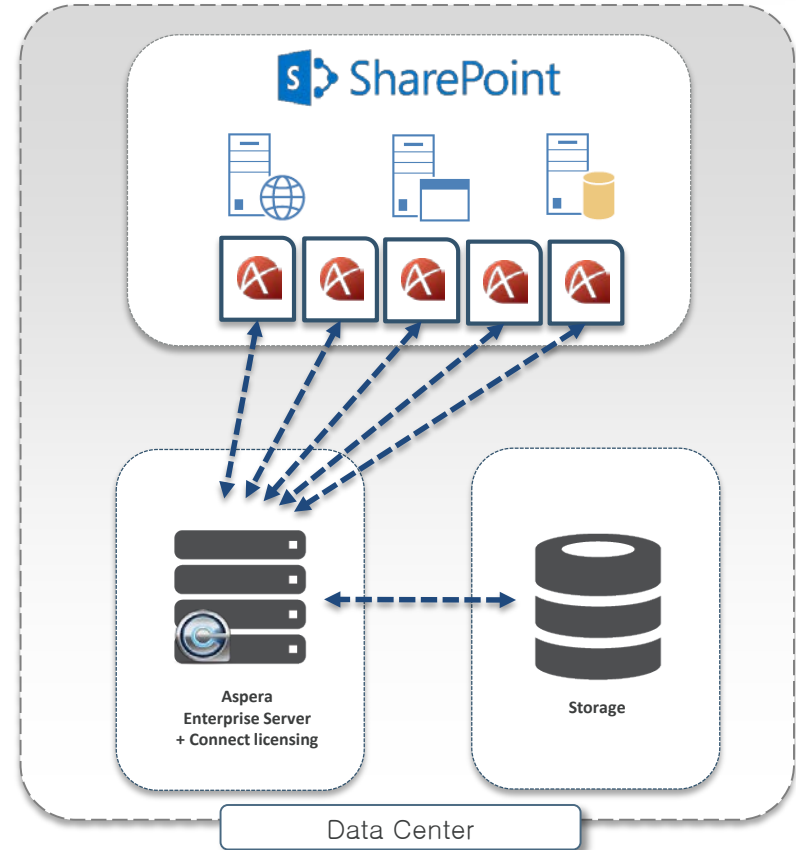 S SharePoint
Aspera
Enterprise Server
+ Connect licensing
Storage
Data Center